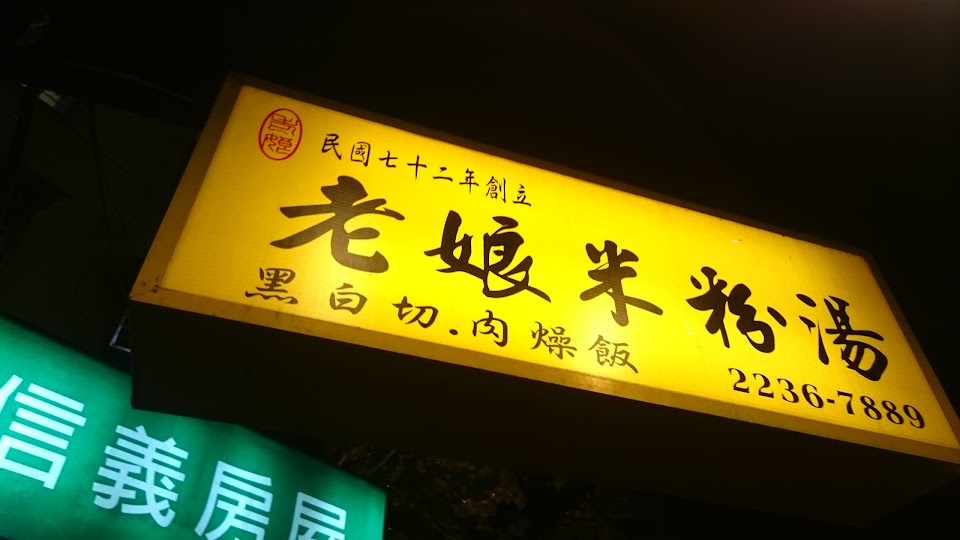 民國七十二年創立
老娘米粉湯
黑白切.肉燥飯
2236-7889
信義房屋